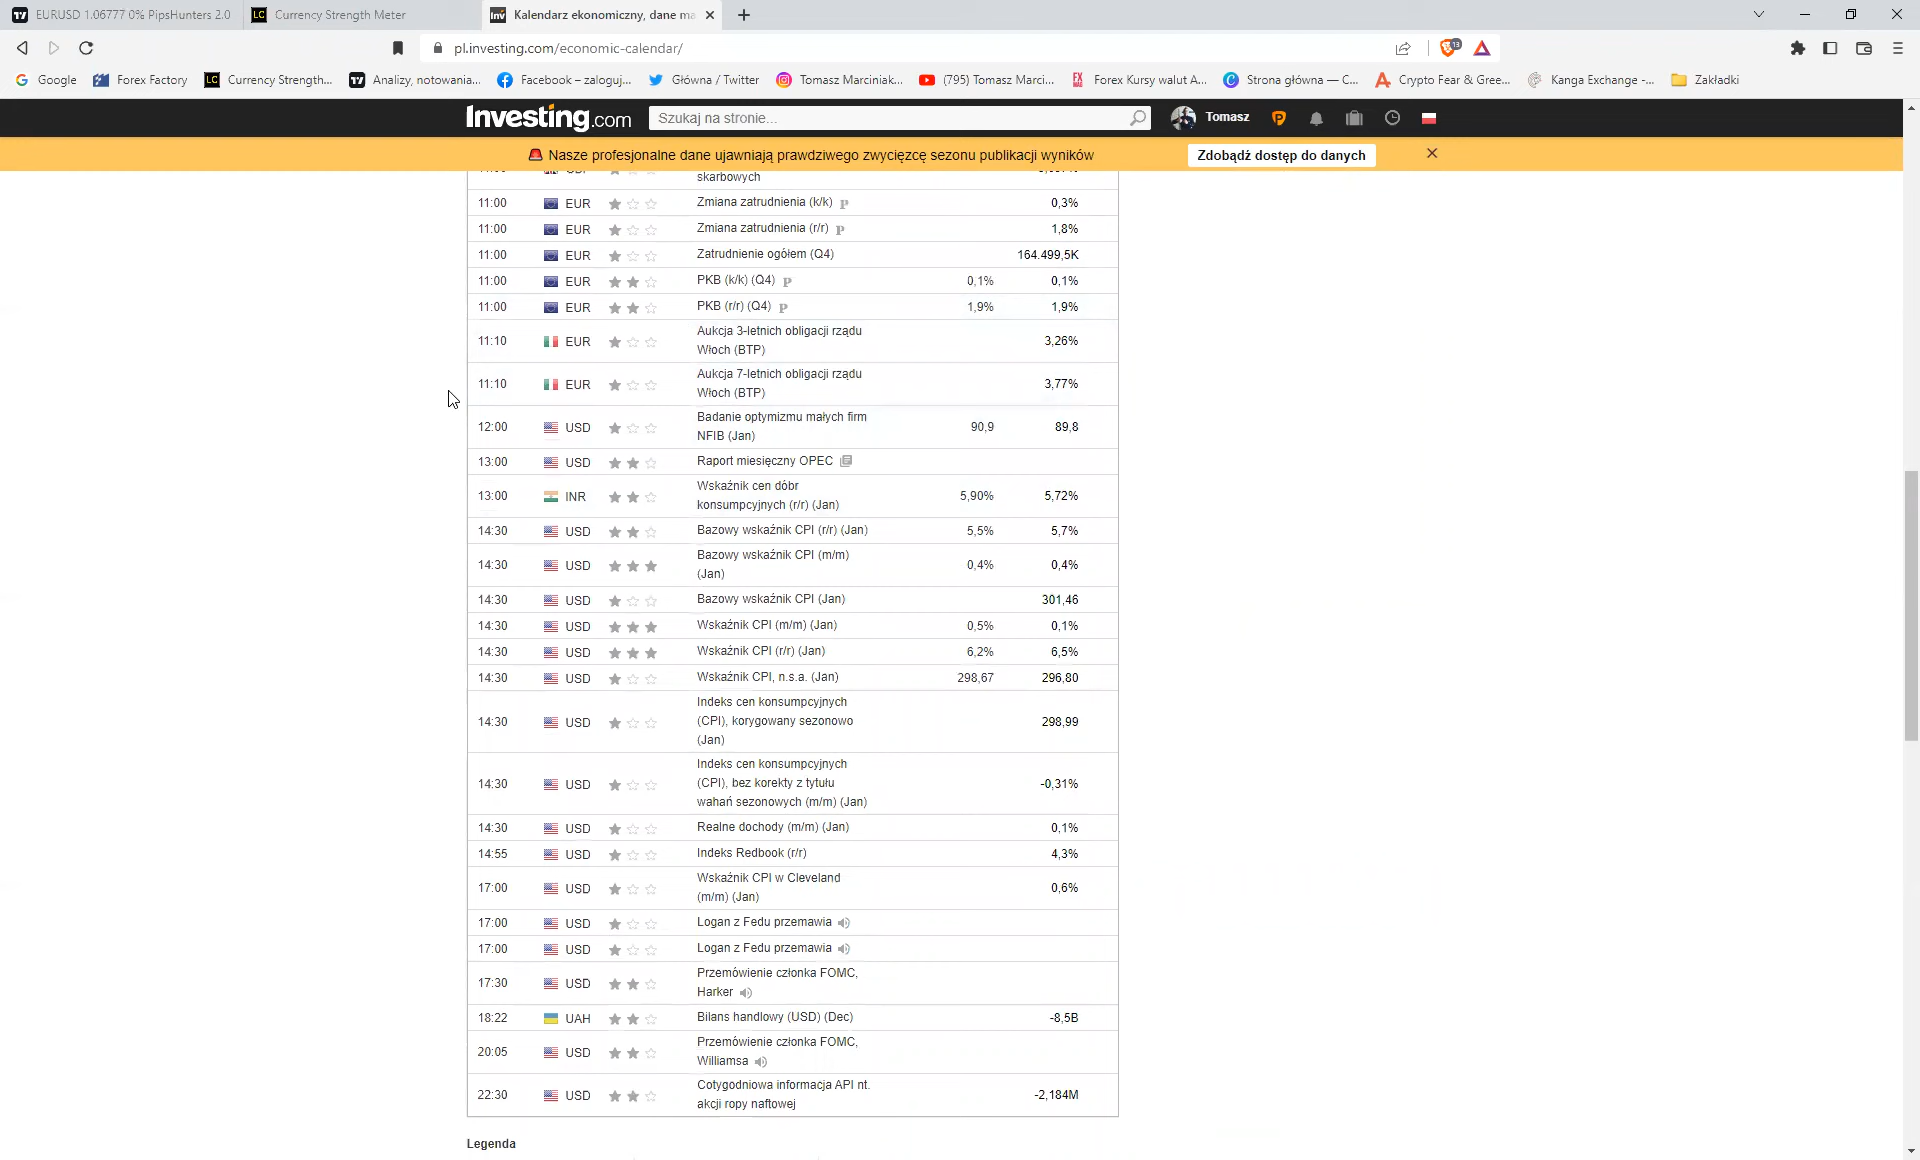 EURUSD 1.06777 0% PipsHunters 2.0
Currency Strength Meter
Kalendarz ekonomiczny, dane ma
pl.investing.com/economic-calendar/
Google
Forex Factory
Currency Strength...
Analizy, notowania...
Facebook – zaloguj...
Główna / Twitter
Tomasz Marciniak...
(795) Tomasz Marci...
Forex Kursy walut A...
Strona główna — C...
Crypto Fear & Gree...
Kanga Exchange -...
Zakładki
Investing.com
Szukaj na stronie...
Tomasz
Nasze profesjonalne dane ujawniają prawdziwego zwycięzcę sezonu publikacji wyników
Zdobądź dostęp do danych
skarbowych
11:00 EUR Zmiana zatrudnienia (k/k) P 0,3%
11:00 EUR Zmiana zatrudnienia (r/r) P 1,8%
11:00 EUR Zatrudnienie ogółem (Q4) 164.499,5K
11:00 EUR PKB (k/k) (Q4) P 0,1% 0,1%
11:00 EUR PKB (r/r) (Q4) P 1,9% 1,9%
11:10 EUR Aukcja 3-letnich obligacji rządu
Włoch (BTP) 3,26%
11:10 EUR Aukcja 7-letnich obligacji rządu
Włoch (BTP) 3,77%
12:00 USD Badanie optymizmu małych firm
NFIB (Jan) 90,9 89,8
13:00 USD Raport miesięczny OPEC
13:00 INR Wskaźnik cen dóbr
konsumpcyjnych (r/r) (Jan) 5,90% 5,72%
14:30 USD Bazowy wskaźnik CPI (r/r) (Jan) 5,5% 5,7%
14:30 USD Bazowy wskaźnik CPI (m/m)
(Jan) 0,4% 0,4%
14:30 USD Bazowy wskaźnik CPI (Jan) 301,46
14:30 USD Wskaźnik CPI (m/m) (Jan) 0,5% 0,1%
14:30 USD Wskaźnik CPI (r/r) (Jan) 6,2% 6,5%
14:30 USD Wskaźnik CPI, n.s.a. (Jan) 298,67 296,80
14:30 USD Indeks cen konsumpcyjnych
(CPI), korygowany sezonowo
(Jan) 298,99
14:30 USD Indeks cen konsumpcyjnych
(CPI), bez korekty z tytułu
wahań sezonowych (m/m) (Jan) -0,31%
14:30 USD Realne dochody (m/m) (Jan) 0,1%
14:55 USD Indeks Redbook (r/r) 4,3%
17:00 USD Wskaźnik CPI w Cleveland
(m/m) (Jan) 0,6%
17:00 USD Logan z Fedu przemawia
17:00 USD Logan z Fedu przemawia
17:30 USD Przemówienie członka FOMC,
Harker
18:22 UAH Bilans handlowy (USD) (Dec) -8,5B
20:05 USD Przemówienie członka FOMC,
Williamsa
22:30 USD Cotygodniowa informacja API nt.
akcji ropy naftowej -2,184M
Legenda